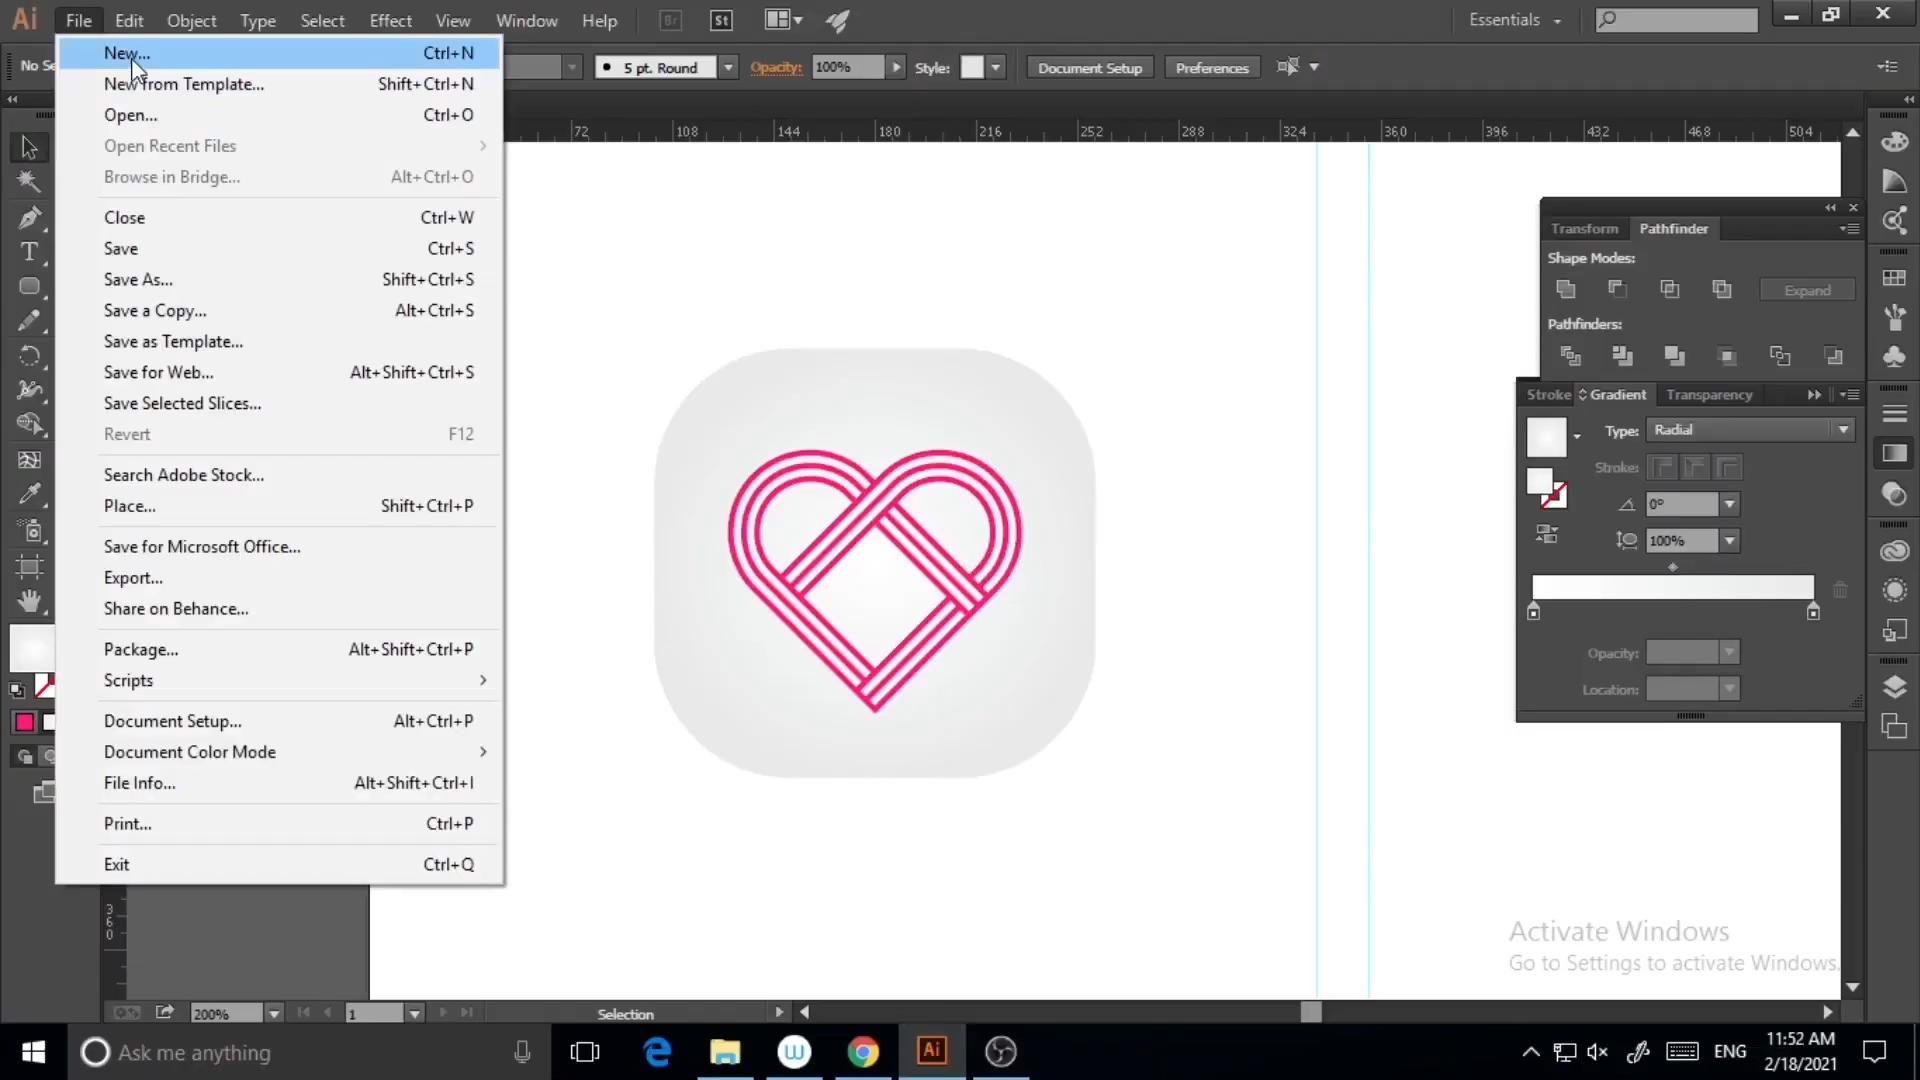 Ai File Edit Object Type Select Effect View Window Help Br St Essentials
No Se 5 pt. Round Opacity: 100% Style: Document Setup Preferences
New... Ctrl+N
New from Template... Shift+Ctrl+N
Open... Ctrl+O
Open Recent Files
Browse in Bridge... Alt+Ctrl+O
Close Ctrl+W
Save Ctrl+S
Save As... Shift+Ctrl+S
Save a Copy... Alt+Ctrl+S
Save as Template...
Save for Web... Alt+Shift+Ctrl+S
Save Selected Slices...
Revert F12
Search Adobe Stock...
Place... Shift+Ctrl+P
Save for Microsoft Office...
Export...
Share on Behance...
Package... Alt+Shift+Ctrl+P
Scripts
Document Setup... Alt+Ctrl+P
Document Color Mode
File Info... Alt+Shift+Ctrl+I
Print... Ctrl+P
Exit Ctrl+Q
72 108 144 180 216 252 288 324 360 396 432 468 504
Transform Pathfinder
Shape Modes:
Expand
Pathfinders:
Stroke Gradient Transparency
Type: Radial
Stroke:
0°
100%
Opacity:
Location:
360
Activate Windows
Go to Settings to activate Windows.
200% 1 Selection
Ask me anything
Ai
ENG
11:52 AM
2/18/2021